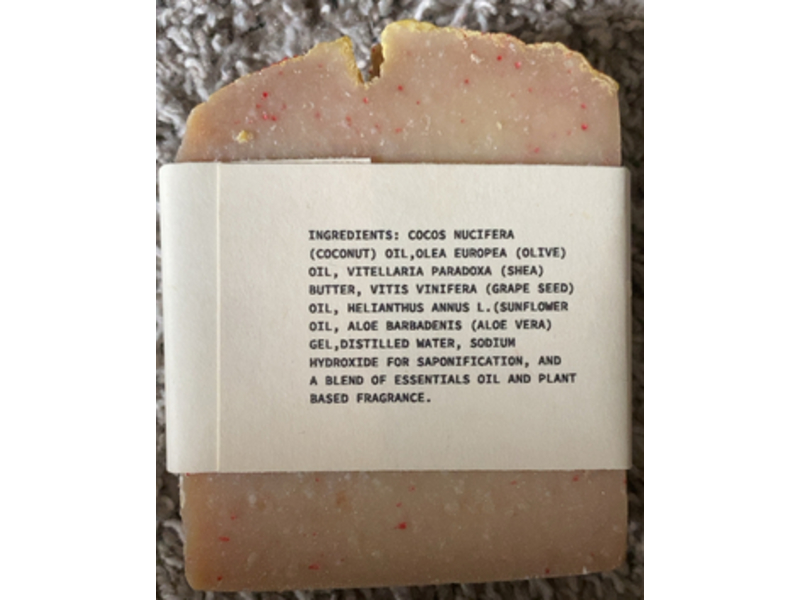 INGREDIENTS: COCOS NUCIFERA
(COCONUT) OIL,OLEA EUROPEA (OLIVE)
OIL, VITELLARIA PARADOXA (SHEA)
BUTTER, VITIS VINIFERA (GRAPE SEED)
OIL, HELIANTHUS ANNUS L.(SUNFLOWER
OIL, ALOE BARBADENIS (ALOE VERA)
GEL,DISTILLED WATER, SODIUM
HYDROXIDE FOR SAPONIFICATION, AND
A BLEND OF ESSENTIALS OIL AND PLANT
BASED FRAGRANCE.